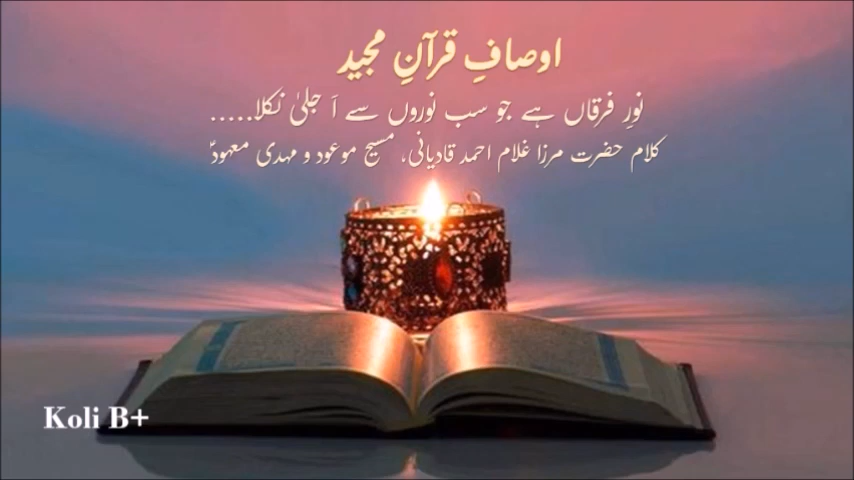 اوصافِ قرآنِ مجید
نورِ فرقاں ہے جو سب نوروں سے اَجلیٰ نکلا.....
کلام حضرت مرزا غلام احمد قادیانی، مسیح موعود و مہدی معہودؑ
Koli B+